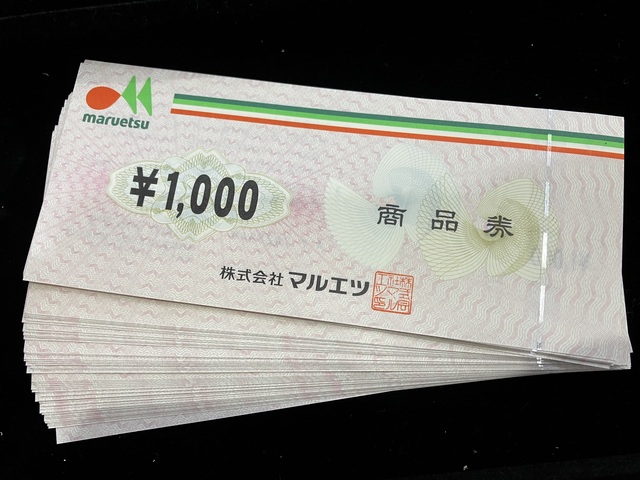 maruetsu
¥1,000
商品券
株式会社 マルエツ